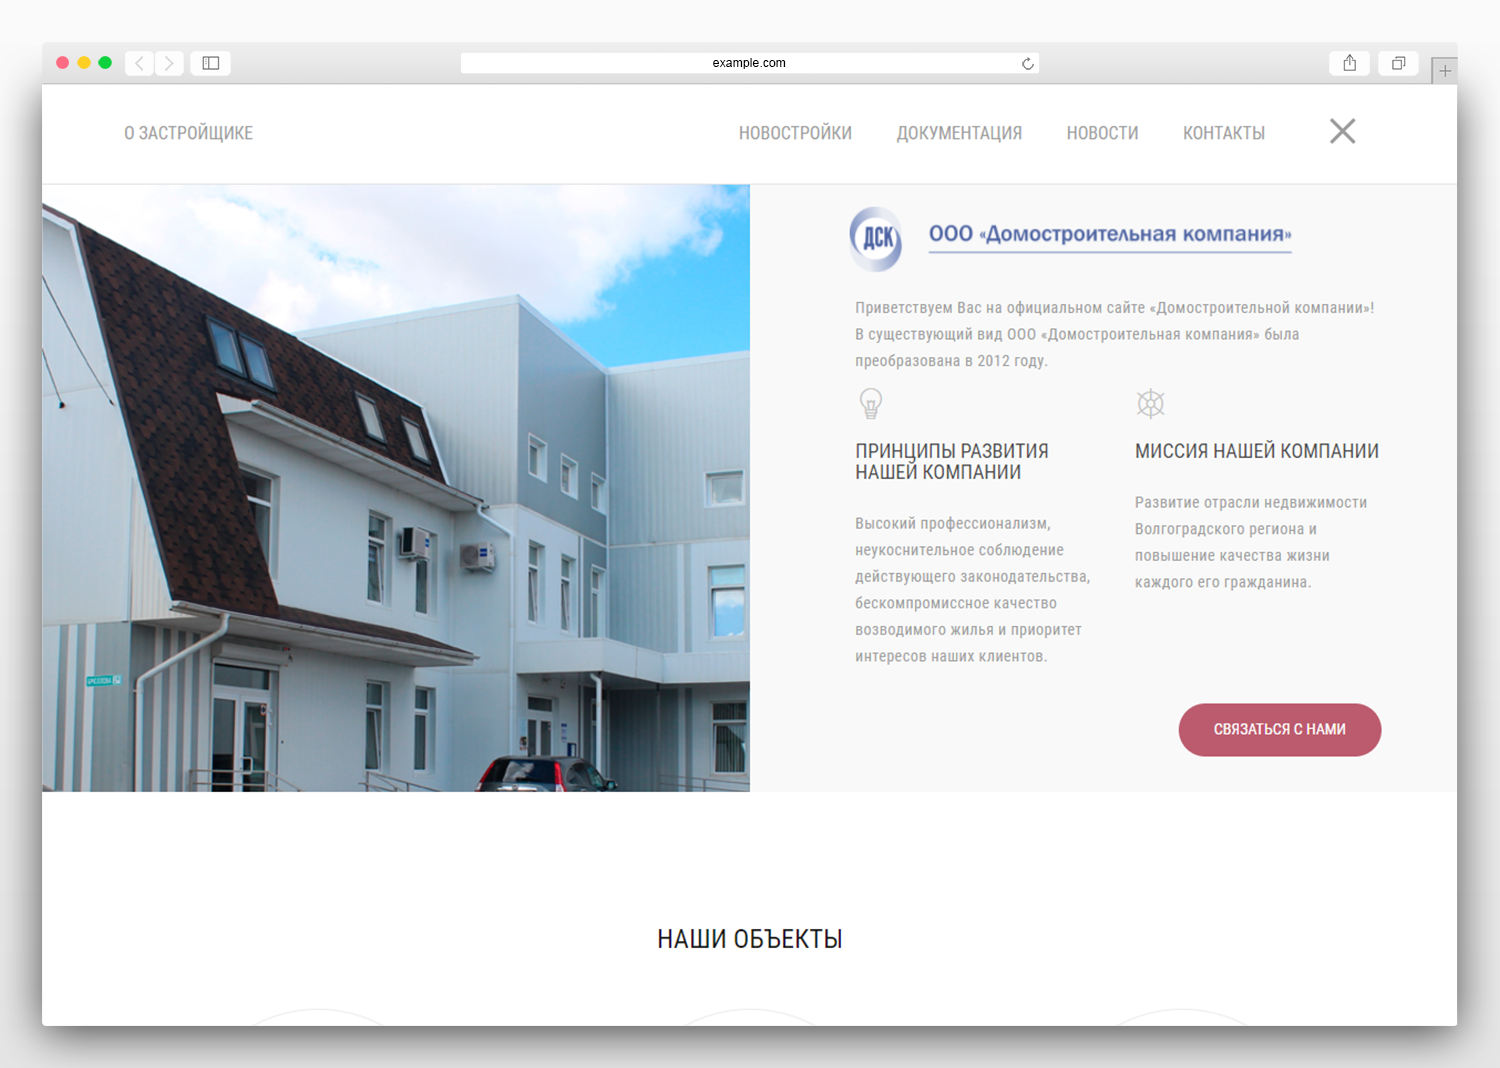 example.com
О ЗАСТРОЙЩИКЕ
НОВОСТРОЙКИ
ДОКУМЕНТАЦИЯ
НОВОСТИ
КОНТАКТЫ
ДСК
ООО «Домостроительная компания»
Приветствуем Вас на официальном сайте «Домостроительной компании»!
В существующий вид ООО «Домостроительная компания» была
преобразована в 2012 году.
ПРИНЦИПЫ РАЗВИТИЯ
НАШЕЙ КОМПАНИИ
Высокий профессионализм,
неукоснительное соблюдение
действующего законодательства,
бескомпромиссное качество
возводимого жилья и приоритет
интересов наших клиентов.
МИССИЯ НАШЕЙ КОМПАНИИ
Развитие отрасли недвижимости
Волгоградского региона и
повышение качества жизни
каждого его гражданина.
СВЯЗАТЬСЯ С НАМИ
НАШИ ОБЪЕКТЫ